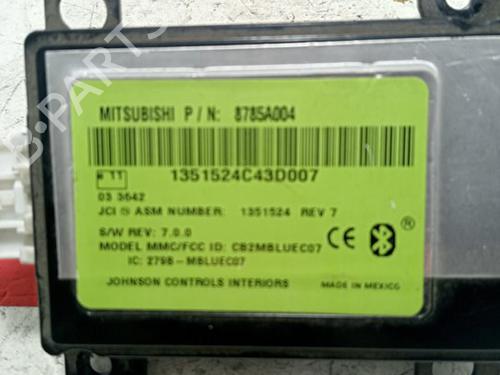 MITSUBISHI P / N: 8785A004
1351524C43D007
03 3642
JCI ASM NUMBER: 1351524 REV 7
S/W REV: 7.0.0
MODEL MMC/FCC ID: CB2MBLUEC07
IC: 279B-MBLUEC07
CE
®
JOHNSON CONTROLS INTERIORS MADE IN MEXICO
B-PARTS